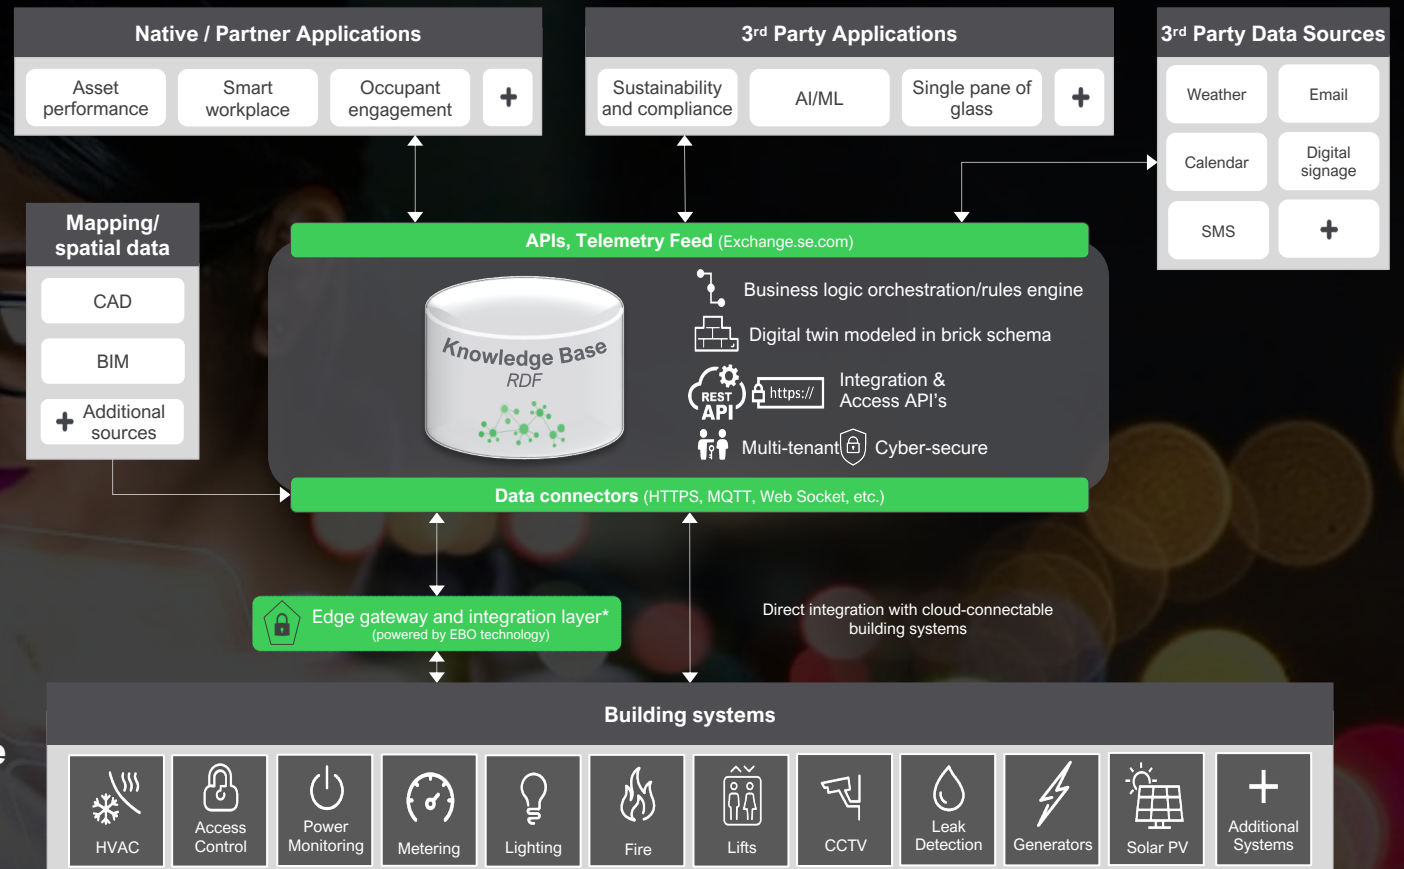 Native / Partner Applications
Asset
performance
Smart
workplace
Occupant
engagement
3rd Party Applications
Sustainability
and compliance
AI/ML
Single pane of
glass
3rd Party Data Sources
Weather
Email
Calendar
Digital
signage
SMS
Mapping/
spatial data
CAD
BIM
Additional
sources
APIs, Telemetry Feed (Exchange.se.com)
Knowledge Base
RDF
Business logic orchestration/rules engine
Digital twin modeled in brick schema
REST
API
https://
Integration &
Access API's
Multi-tenant
Cyber-secure
Data connectors (HTTPS, MQTT, Web Socket, etc.)
Edge gateway and integration layer*
(powered by EBO technology)
Direct integration with cloud-connectable
building systems
Building systems
HVAC
Access
Control
Power
Monitoring
Metering
Lighting
Fire
Lifts
CCTV
Leak
Detection
Generators
Solar PV
Additional
Systems